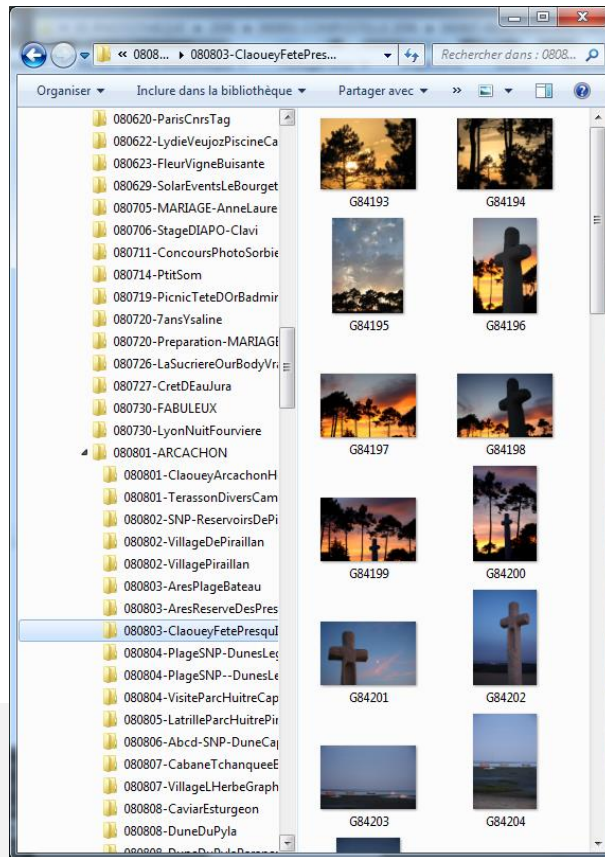 « 0808... ▸ 080803-ClaoueyFetePres...
Rechercher dans : 0808...
Organiser
Inclure dans la bibliothèque
Partager avec
»
080620-ParisCnrsTag
080622-LydieVeujozPiscineCa
080623-FleurVigneBuisante
080629-SolarEventsLeBourget
080705-MARIAGE-AnneLaure
080706-StageDIAPO-Clavi
080711-ConcoursPhotoSorbie
080714-PtitSom
080719-PicnicTeteDOrBadmir
080720-7ansYsaline
080720-Preparation-MARIAGE
080726-LaSucriereOurBodyVr
080727-CretDEauJura
080730-FABULEUX
080730-LyonNuitFourviere
080801-ARCACHON
080801-ClaoueyArcachonH
080801-TerassonDiversCam
080802-SNP-ReservoirsDePi
080802-VillageDePiraillan
080802-VillagePiraillan
080803-AresPlageBateau
080803-AresReserveDesPres
080803-ClaoueyFetePresqu
080804-PlageSNP-DunesLeg
080804-PlageSNP--DunesLe
080804-VisiteParcHuitreCap
080805-LatrilleParcHuitrePir
080806-Abcd-SNP-DuneCap
080807-CabaneTchanqueeE
080807-VillageLHerbeGraph
080808-CaviarEsturgeon
080808-DuneDuPyla
G84193
G84194
G84195
G84196
G84197
G84198
G84199
G84200
G84201
G84202
G84203
G84204